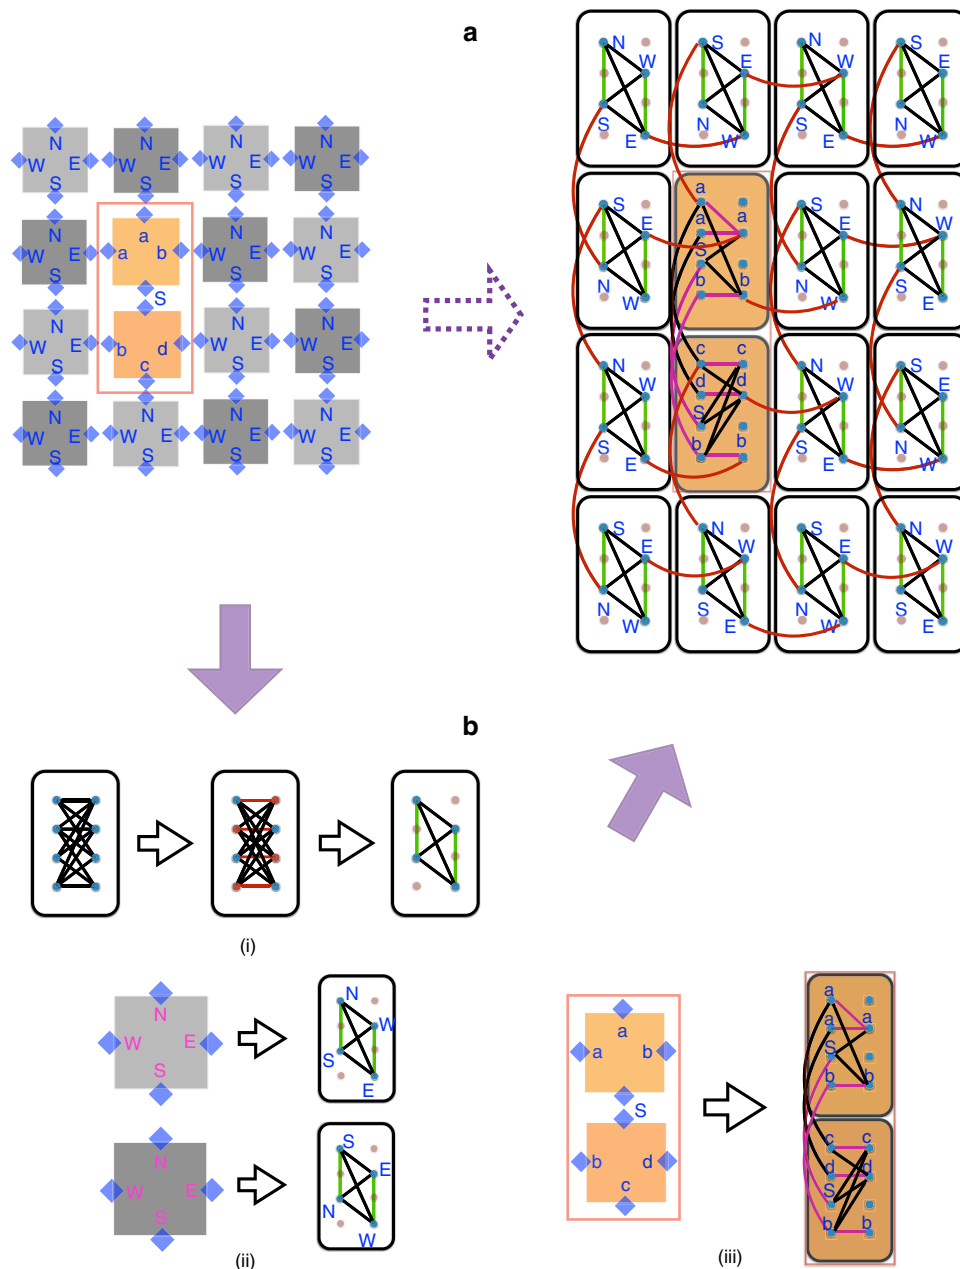 a
N W S E
S E N W
N W S E
S E N W
N N N N
W E W E W E W E
S S S S
S E N W
a a a S b b
S E N W
N W S E
N a N N
W E a b W E W E
S S S S
N W S E
c c d d S b b
N W S E
S E N W
N b d N N
W E c W E W E
S S S
N N N N
W E W E W E W E
S S S S
S E N W
N W S E
S E N W
N W S E
b
(i)
N
W E
S
N
W
S
E
a
a b
S
b d
c
a
a a
S
b b
c c
d d
S
b b
N
W E
S
S
E
N
W
(ii)
(iii)